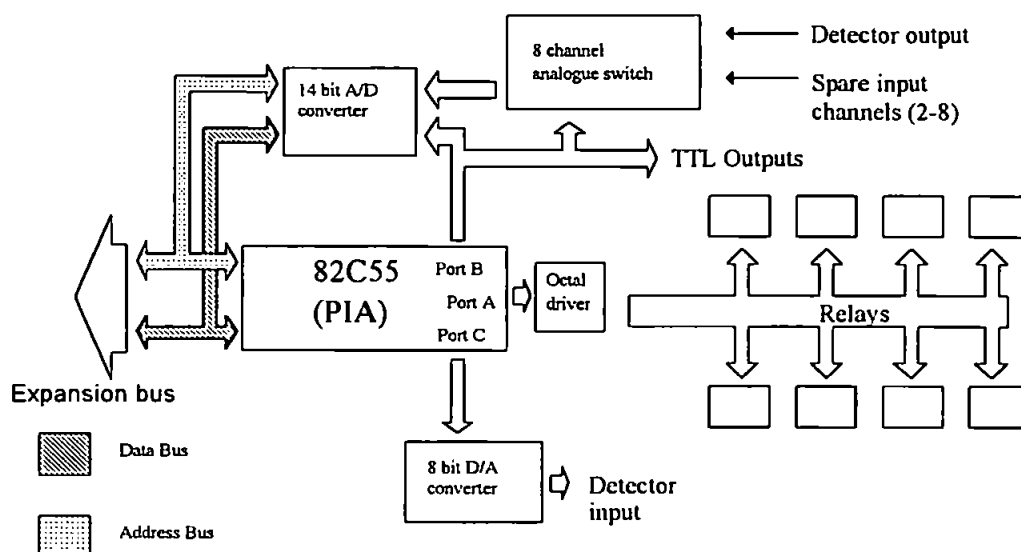 8 channel
analogue switch
Detector output
Spare input
channels (2-8)
14 bit A/D
converter
TTL Outputs
82C55
(PIA)
Port B
Port A
Port C
Octal
driver
Relays
Expansion bus
Data Bus
Address Bus
8 bit D/A
converter
Detector
input